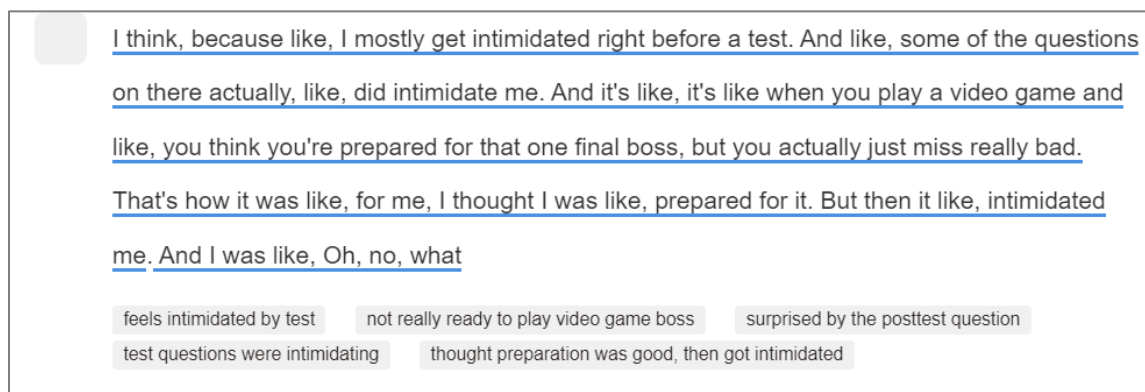 I think, because like, I mostly get intimidated right before a test. And like, some of the questions
on there actually, like, did intimidate me. And it's like, it's like when you play a video game and
like, you think you're prepared for that one final boss, but you actually just miss really bad.
That's how it was like, for me, I thought I was like, prepared for it. But then it like, intimidated
me. And I was like, Oh, no, what
feels intimidated by test not really ready to play video game boss surprised by the posttest question
test questions were intimidating thought preparation was good, then got intimidated